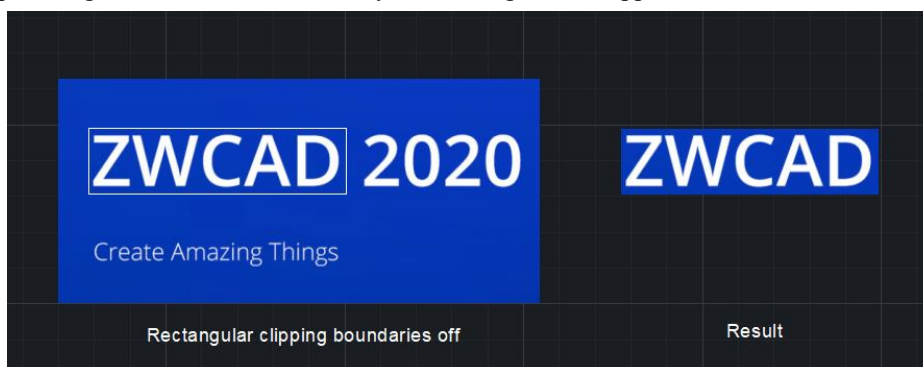 ZWCAD 2020
Create Amazing Things
ZWCAD
Rectangular clipping boundaries off
Result